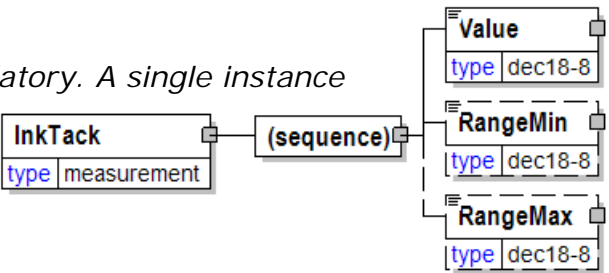 Value
type dec18-8
atory. A single instance
InkTack
type measurement
(sequence)
RangeMin
type dec18-8
RangeMax
type dec18-8